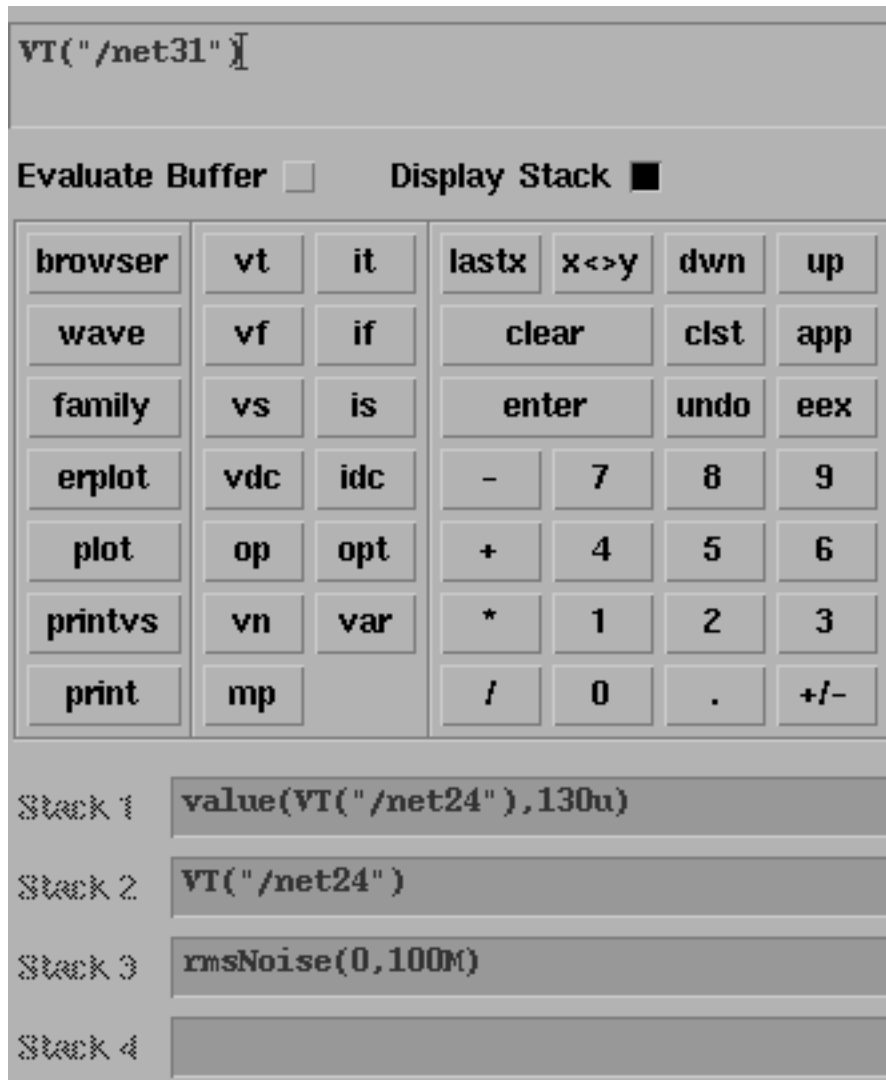 VT("/net31")
Evaluate Buffer Display Stack
browser vt it lastx x<>y dwn up
wave vf if clear clst app
family vs is enter undo eex
erplot vdc idc - 7 8 9
plot op opt + 4 5 6
printvs vn var * 1 2 3
print mp / 0 . +/-
Stack 1 value(VT("/net24"),130u)
Stack 2 VT("/net24")
Stack 3 rmsNoise(0,100M)
Stack 4